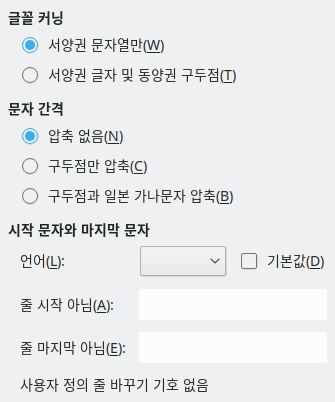 글꼴 커닝
서양권 문자열만(W)
서양권 글자 및 동양권 구두점(T)
문자 간격
압축 없음(N)
구두점만 압축(C)
구두점과 일본 가나문자 압축(B)
시작 문자와 마지막 문자
언어(L): 기본값(D)
줄 시작 아님(A):
줄 마지막 아님(E):
사용자 정의 줄 바꾸기 기호 없음